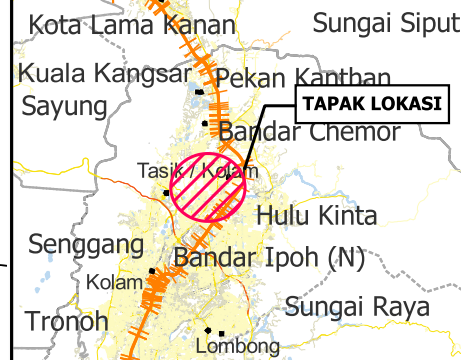 Kota Lama Kanan
Sungai Siput
Kuala Kangsar
Pekan Kanthan
Sayung
TAPAK LOKASI
Bandar Chemor
Tasik / Kolam
Hulu Kinta
Senggang
Bandar Ipoh (N)
Kolam
Sungai Raya
Tronoh
Lombong